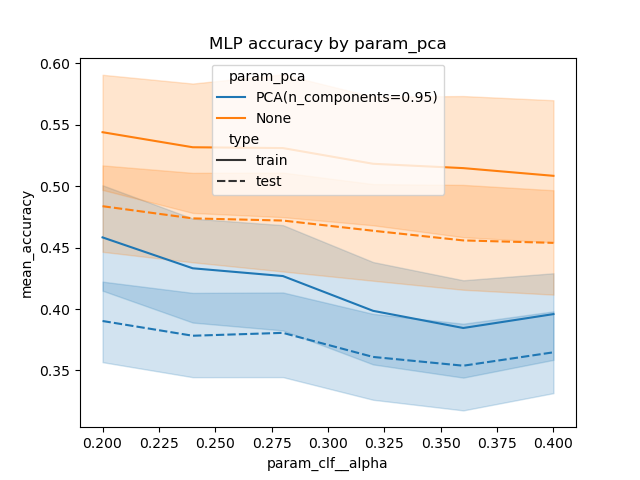 MLP accuracy by param_pca
mean_accuracy
0.60
0.55
0.50
0.45
0.40
0.35
param_pca
PCA(n_components=0.95)
None
type
train
test
0.200 0.225 0.250 0.275 0.300 0.325 0.350 0.375 0.400
param_clf__alpha